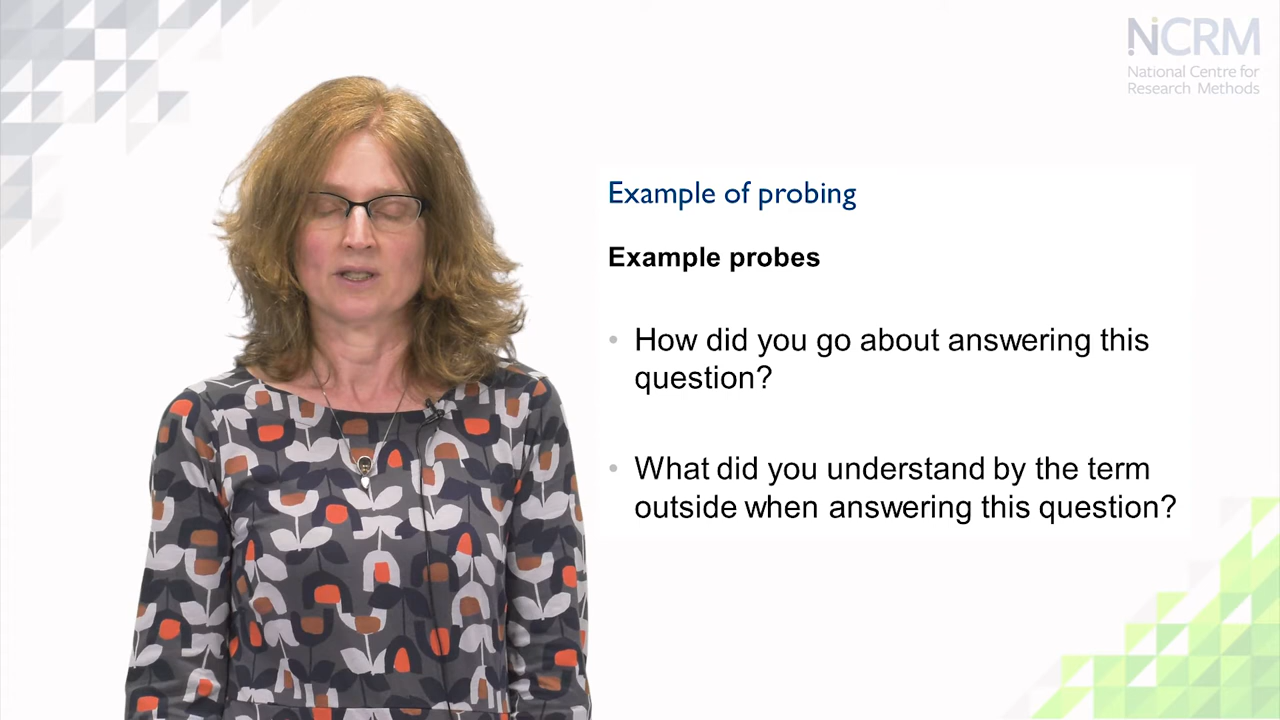 NCRM
National Centre for
Research Methods
Example of probing
Example probes
• How did you go about answering this
question?
• What did you understand by the term
outside when answering this question?